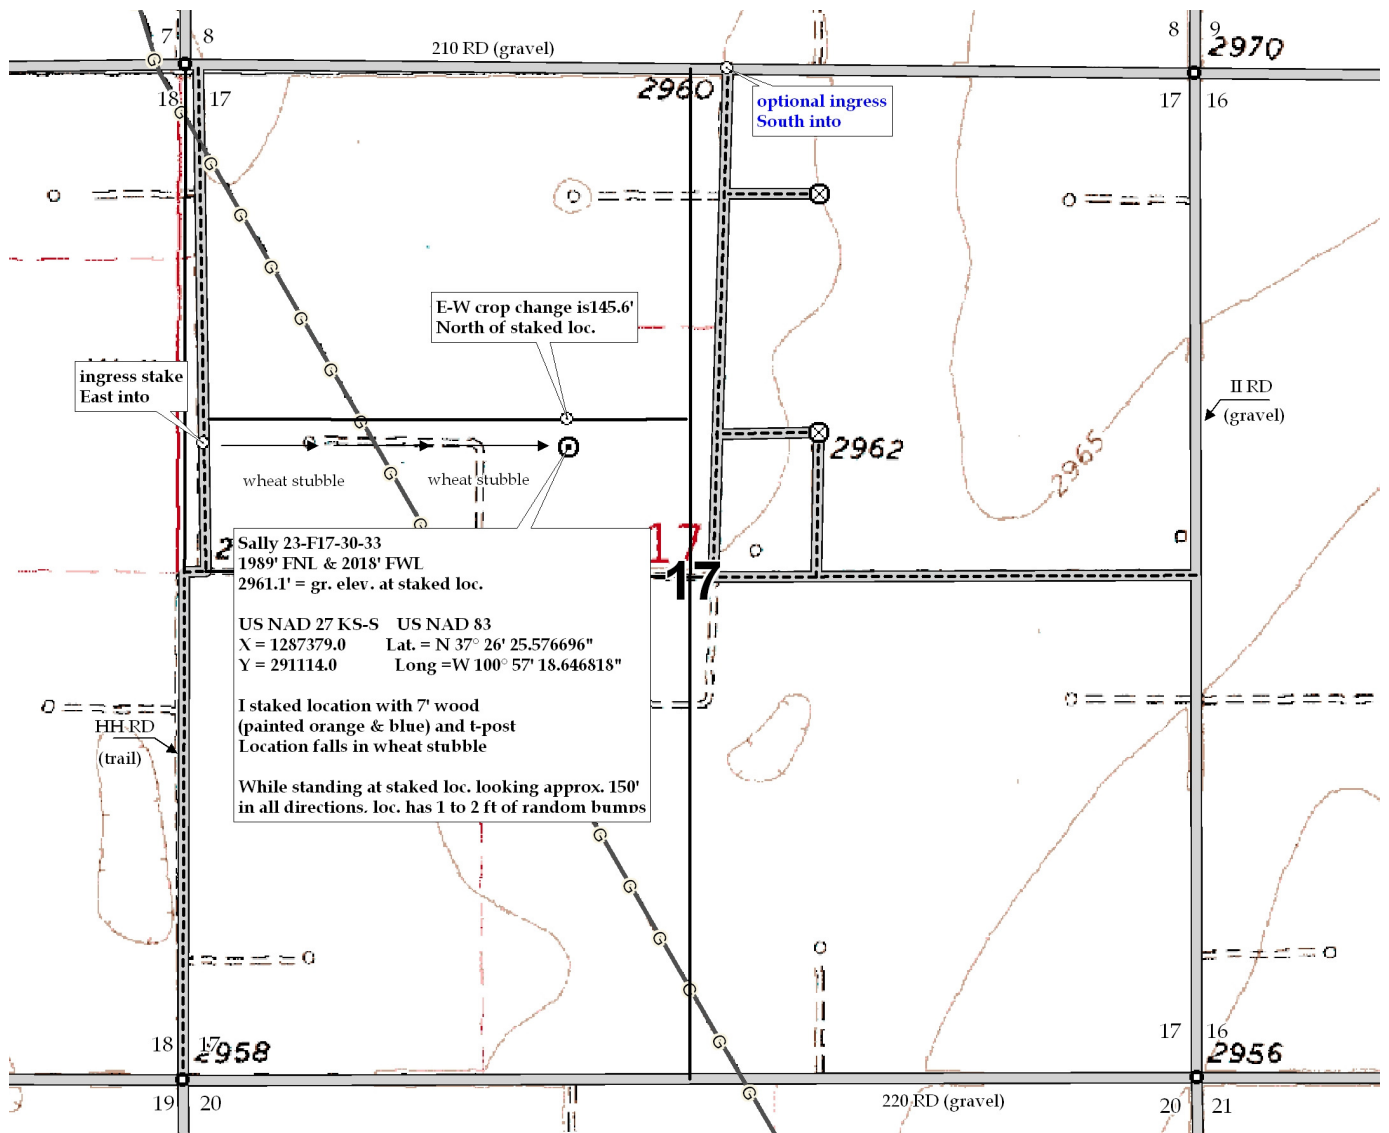 7 8
210 RD (gravel)
8 9
2970
18 17
2960
optional ingress
South into
17 16
E-W crop change is145.6'
North of staked loc.
ingress stake
East into
II RD
(gravel)
2962
2965
wheat stubble
wheat stubble
17
17
Sally 23-F17-30-33
1989' FNL & 2018' FWL
2961.1' = gr. elev. at staked loc.
US NAD 27 KS-S US NAD 83
X = 1287379.0 Lat. = N 37° 26' 25.576696"
Y = 291114.0 Long =W 100° 57' 18.646818"
I staked location with 7' wood
(painted orange & blue) and t-post
Location falls in wheat stubble
While standing at staked loc. looking approx. 150'
in all directions, loc. has 1 to 2 ft of random bumps
HH RD
(trail)
G G G G G G G G G G G G G G G G
18 17
2958
17 16
2956
19 20
220 RD (gravel)
20 21